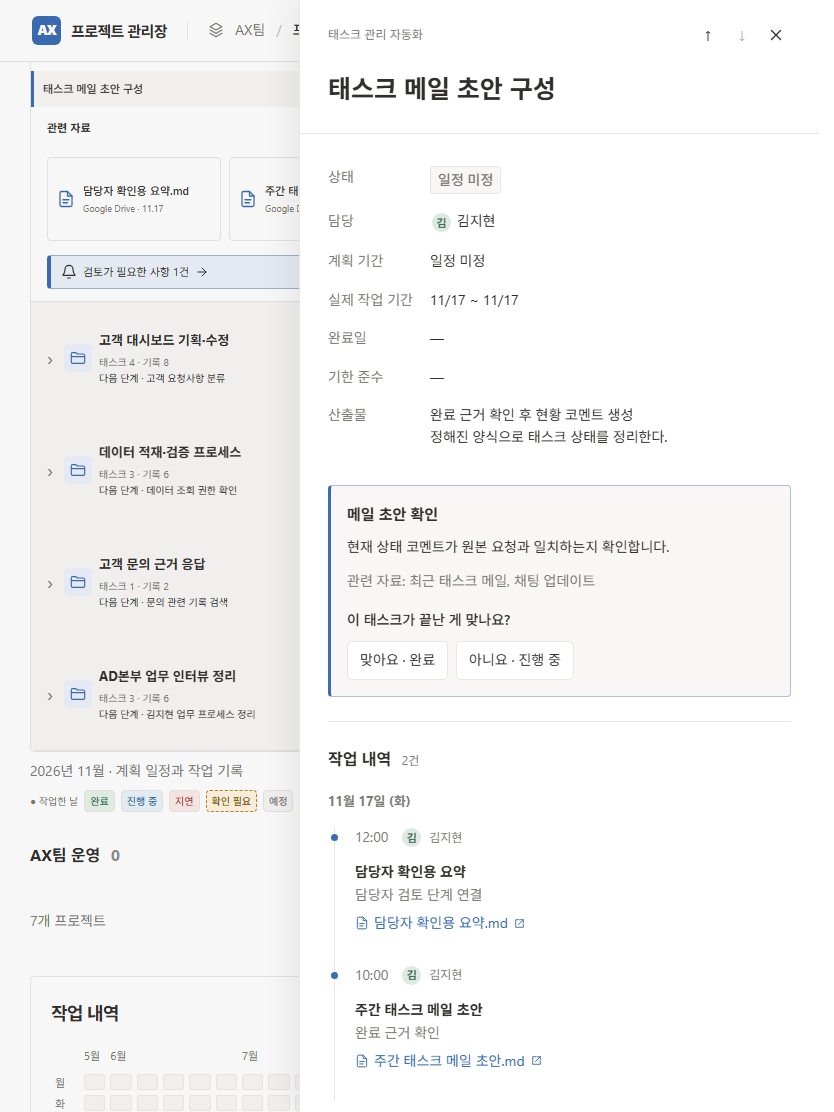 AX 프로젝트 관리장 AX팀 /
태스크 메일 초안 구성
관련 자료
담당자 확인용 요약.md
Google Drive · 11.17
주간 태
Google
검토가 필요한 사항 1건 →
고객 대시보드 기획·수정
태스크 4 · 기록 8
다음 단계 · 고객 요청사항 분류
데이터 적재·검증 프로세스
태스크 3 · 기록 6
다음 단계 · 데이터 조회 권한 확인
고객 문의 근거 응답
태스크 1 · 기록 2
다음 단계 · 문의 관련 기록 검색
AD본부 업무 인터뷰 정리
태스크 3 · 기록 6
다음 단계 · 김지현 업무 프로세스 정리
2026년 11월 · 계획 일정과 작업 기록
● 작업한 날 완료 진행 중 지연 확인 필요 예정
AX팀 운영 0
7개 프로젝트
작업 내역
5월 6월 7월
월
화
태스크 관리 자동화 ↑ ↓ ×
태스크 메일 초안 구성
상태 일정 미정
담당 김 김지현
계획 기간 일정 미정
실제 작업 기간 11/17 ~ 11/17
완료일 —
기한 준수 —
산출물 완료 근거 확인 후 현황 코멘트 생성
정해진 양식으로 태스크 상태를 정리한다.
메일 초안 확인
현재 상태 코멘트가 원본 요청과 일치하는지 확인합니다.
관련 자료: 최근 태스크 메일, 채팅 업데이트
이 태스크가 끝난 게 맞나요?
맞아요 · 완료 아니요 · 진행 중
작업 내역 2건
11월 17일 (화)
12:00 김 김지현
담당자 확인용 요약
담당자 검토 단계 연결
담당자 확인용 요약.md
10:00 김 김지현
주간 태스크 메일 초안
완료 근거 확인
주간 태스크 메일 초안.md